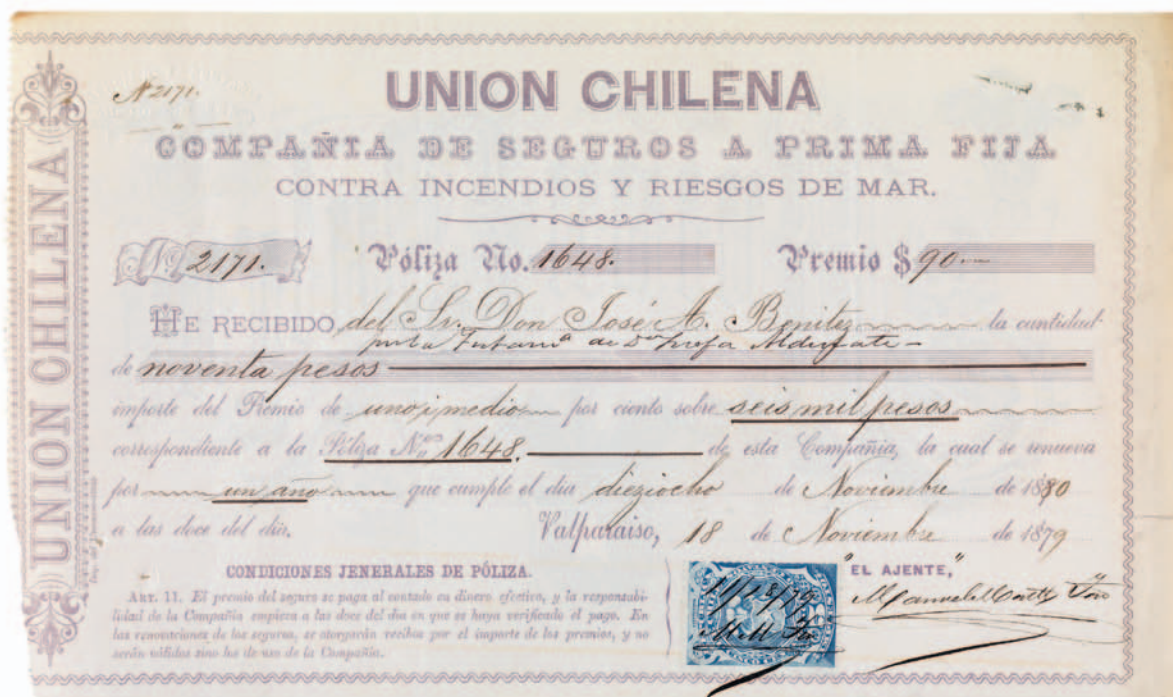 UNION CHILENA
Nº 2171.
UNION CHILENA
COMPAÑIA DE SEGUROS A PRIMA FIJA
CONTRA INCENDIOS Y RIESGOS DE MAR.
Nº 2171. Póliza No. 1648. Premio $ 90.—
HE RECIBIDO del Sr. Don José A. Benitez la cantidad
de noventa pesos
importe del Premio de uno i medio por ciento sobre seis mil pesos
correspondiente a la Póliza Nº 1648. de esta Compañia, la cual se renueva
por un año que cumple el dia dieziocho de Noviembre de 1880
a las doce del dia. Valparaiso, 18 de Noviembre de 1879
CONDICIONES JENERALES DE PÓLIZA.
ART. 11. El premio del seguro se paga al contado en dinero efectivo, y la responsabi-
lidad de la Compañia empieza a las doce del dia en que se haya verificado el pago. En
las renovaciones de los seguros, se otorgarán recibos por el importe de los premios, y no
serán válidos sino los de uso de la Compañia.
"EL AJENTE,"
11/18/79